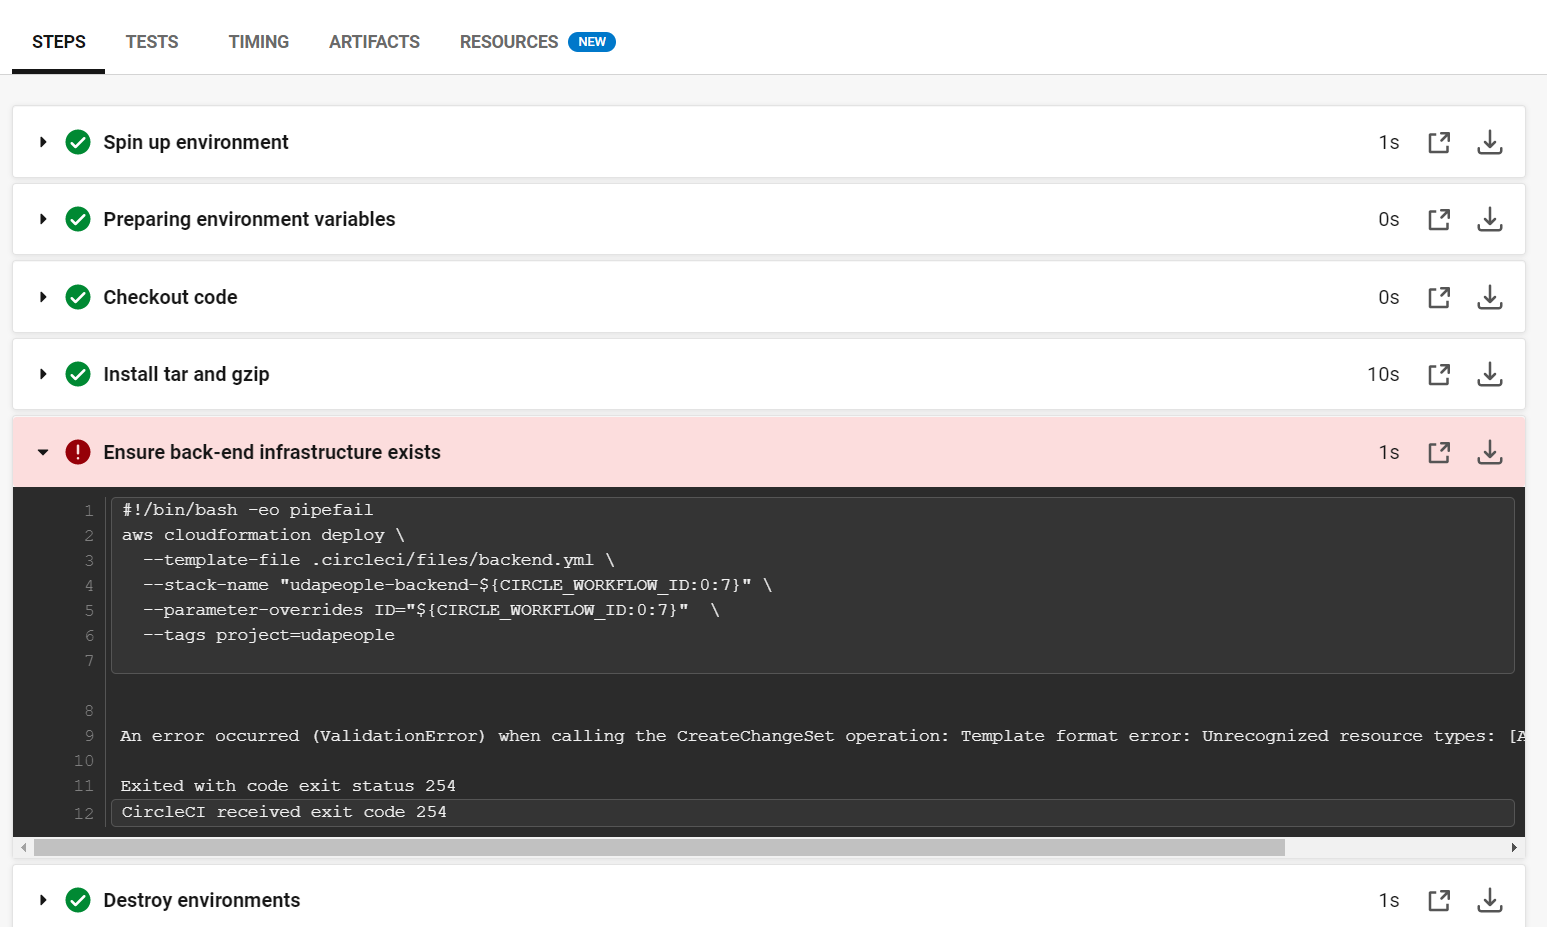 STEPS TESTS TIMING ARTIFACTS RESOURCES NEW
Spin up environment 1s
Preparing environment variables 0s
Checkout code 0s
Install tar and gzip 10s
Ensure back-end infrastructure exists 1s
1 #!/bin/bash -eo pipefail
2 aws cloudformation deploy \
3 --template-file .circleci/files/backend.yml \
4 --stack-name "udapeople-backend-${CIRCLE_WORKFLOW_ID:0:7}" \
5 --parameter-overrides ID="${CIRCLE_WORKFLOW_ID:0:7}" \
6 --tags project=udapeople
7
8
9 An error occurred (ValidationError) when calling the CreateChangeSet operation: Template format error: Unrecognized resource types: [A
10
11 Exited with code exit status 254
12 CircleCI received exit code 254
Destroy environments 1s